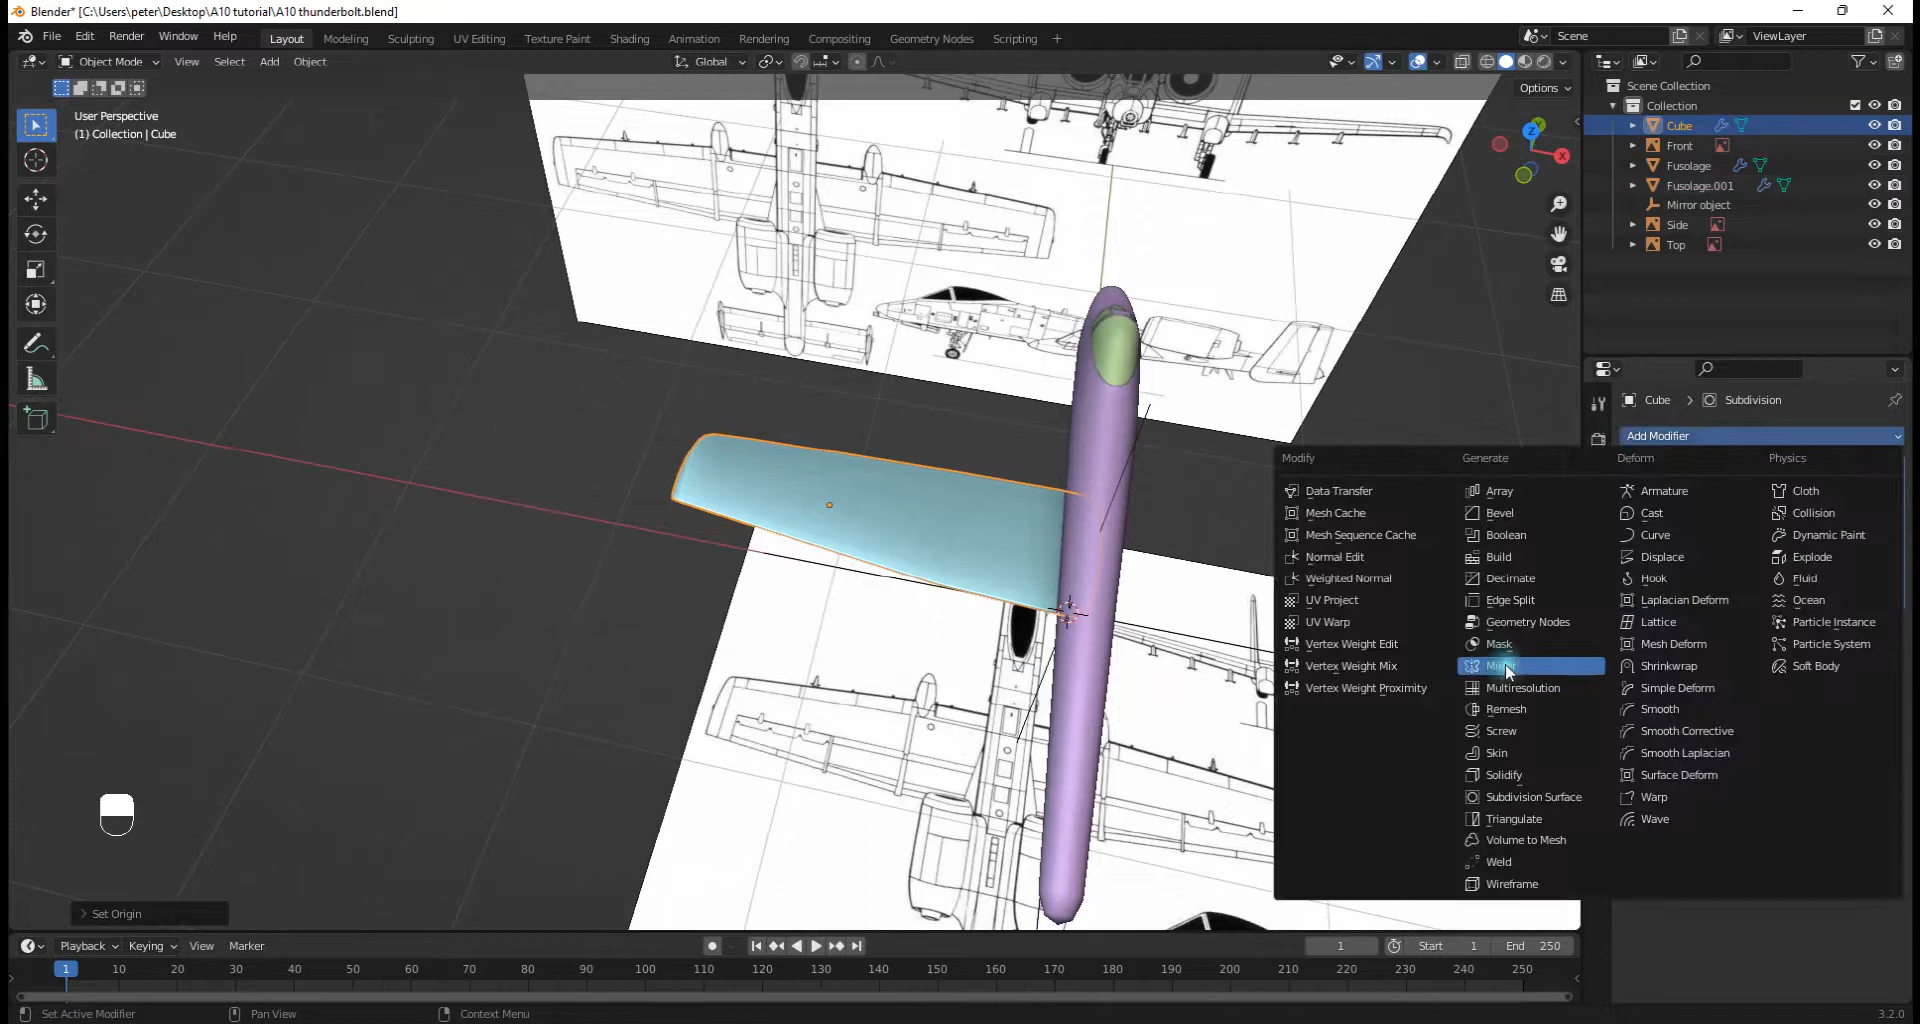 Blender* [C:\Users\peter\Desktop\A10 tutorial\A10 thunderbolt.blend]
File Edit Render Window Help Layout Modeling Sculpting UV Editing Texture Paint Shading Animation Rendering Compositing Geometry Nodes Scripting + Scene ViewLayer
Object Mode View Select Add Object Global
Options
User Perspective
(1) Collection | Cube
Z
Y
X
Scene Collection
Collection
Cube
Front
Fusolage
Fusolage.001
Mirror object
Side
Top
Cube > Subdivision
Add Modifier
Modify Generate Deform Physics
Data Transfer Array Armature Cloth
Mesh Cache Bevel Cast Collision
Mesh Sequence Cache Boolean Curve Dynamic Paint
Normal Edit Build Displace Explode
Weighted Normal Decimate Hook Fluid
UV Project Edge Split Laplacian Deform Ocean
UV Warp Geometry Nodes Lattice Particle Instance
Vertex Weight Edit Mask Mesh Deform Particle System
Vertex Weight Mix Mirror Shrinkwrap Soft Body
Vertex Weight Proximity Multiresolution Simple Deform
Remesh Smooth
Screw Smooth Corrective
Skin Smooth Laplacian
Solidify Surface Deform
Subdivision Surface Warp
Triangulate Wave
Volume to Mesh
Weld
Wireframe
> Set Origin
Playback Keying View Marker 1 Start 1 End 250
1 10 20 30 40 50 60 70 80 90 100 110 120 130 140 150 160 170 180 190 200 210 220 230 240 250
Set Active Modifier Pan View Context Menu 3.2.0